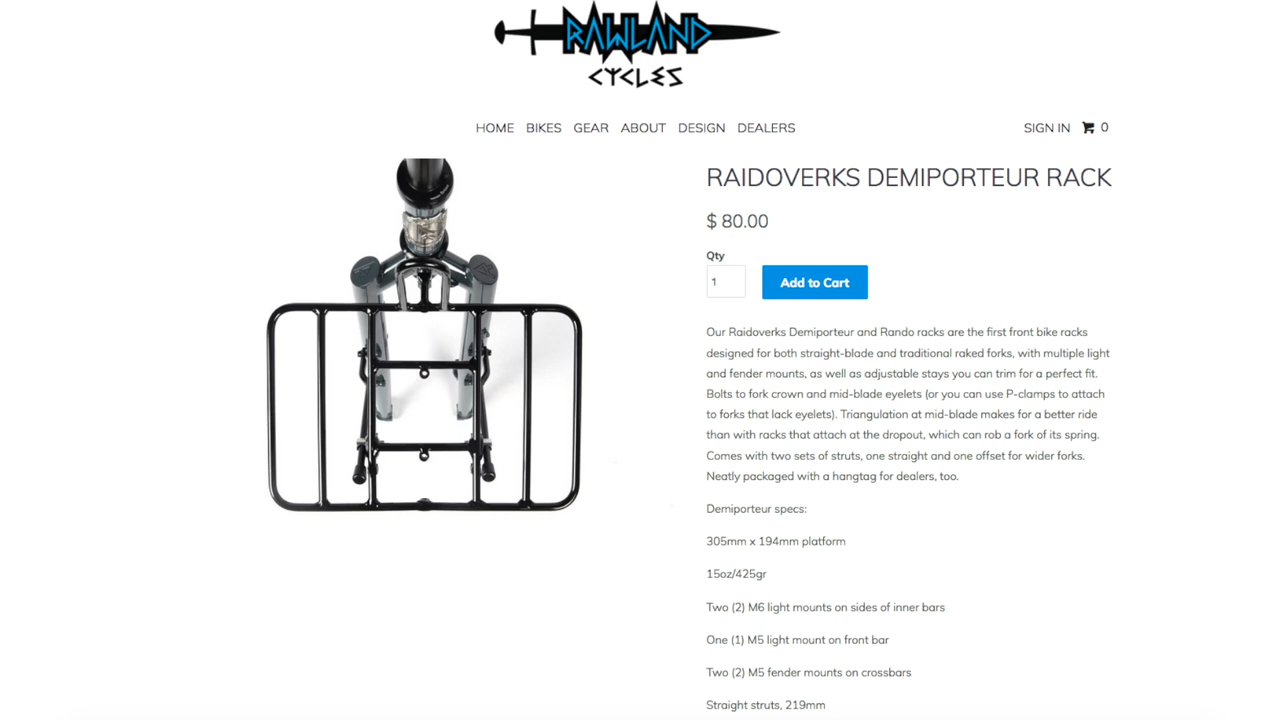 RAWLAND
CYCLES
HOME BIKES GEAR ABOUT DESIGN DEALERS SIGN IN 0
RAIDOVERKS DEMIPORTEUR RACK
$ 80.00
Qty
1 Add to Cart
Our Raidoverks Demiporteur and Rando racks are the first front bike racks
designed for both straight-blade and traditional raked forks, with multiple light
and fender mounts, as well as adjustable stays you can trim for a perfect fit.
Bolts to fork crown and mid-blade eyelets (or you can use P-clamps to attach
to forks that lack eyelets). Triangulation at mid-blade makes for a better ride
than with racks that attach at the dropout, which can rob a fork of its spring.
Comes with two sets of struts, one straight and one offset for wider forks.
Neatly packaged with a hangtag for dealers, too.
Demiporteur specs:
305mm x 194mm platform
15oz/425gr
Two (2) M6 light mounts on sides of inner bars
One (1) M5 light mount on front bar
Two (2) M5 fender mounts on crossbars
Straight struts, 219mm